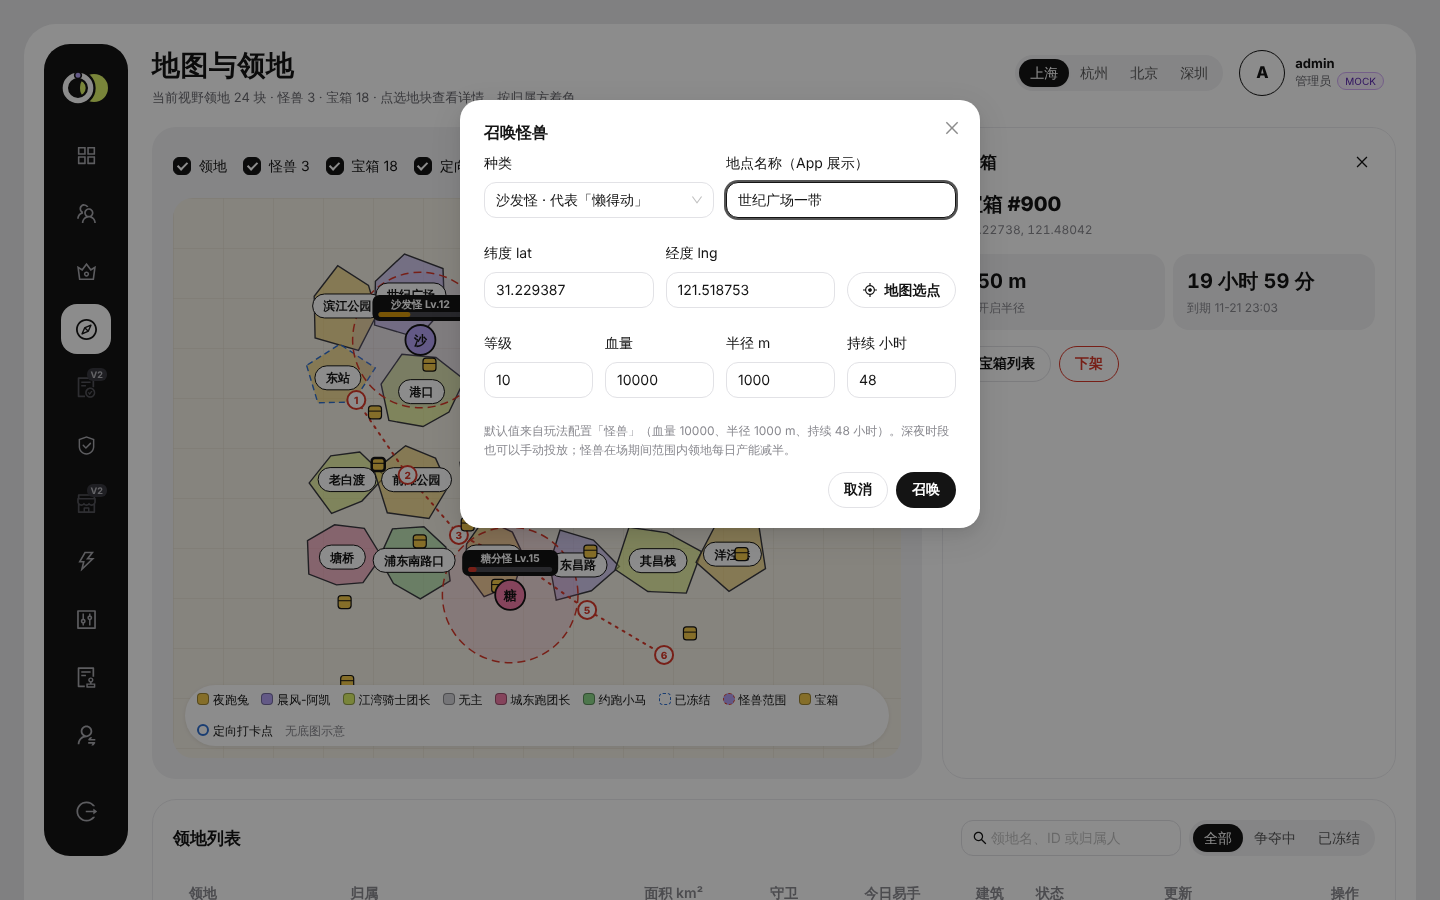 地图与领地
当前视野领地 24 块 · 怪兽 3 · 宝箱 18 · 点选地块查看详情，按归属方着色
上海
杭州
北京
深圳
A
admin
管理员
MOCK
领地
怪兽 3
宝箱 18
V2
V2
召唤怪兽
种类
沙发怪 · 代表「懒得动」
地点名称（App 展示）
世纪广场一带
纬度 lat
31.229387
经度 lng
121.518753
地图选点
等级
10
血量
10000
半径 m
1000
持续 小时
48
默认值来自玩法配置「怪兽」（血量 10000、半径 1000 m、持续 48 小时）。深夜时段
也可以手动投放；怪兽在场期间范围内领地每日产能减半。
取消
召唤
滨江公园
沙发怪 Lv.12
沙
东站
港口
1
老白渡
2
公园
3
塘桥
浦东南路口
糖分怪 Lv.15
糖
东昌路
其昌栈
5
6
夜跑兔
晨风-阿凯
江湾骑士团长
无主
城东跑团长
约跑小马
已冻结
怪兽范围
宝箱
定向打卡点
无底图示意
箱
箱 #900
22738, 121.48042
50 m
开启半径
19 小时 59 分
到期 11-21 23:03
宝箱列表
下架
领地列表
领地名、ID 或归属人
全部
争夺中
已冻结
领地
归属
面积 km²
守卫
今日易手
建筑
状态
更新
操作